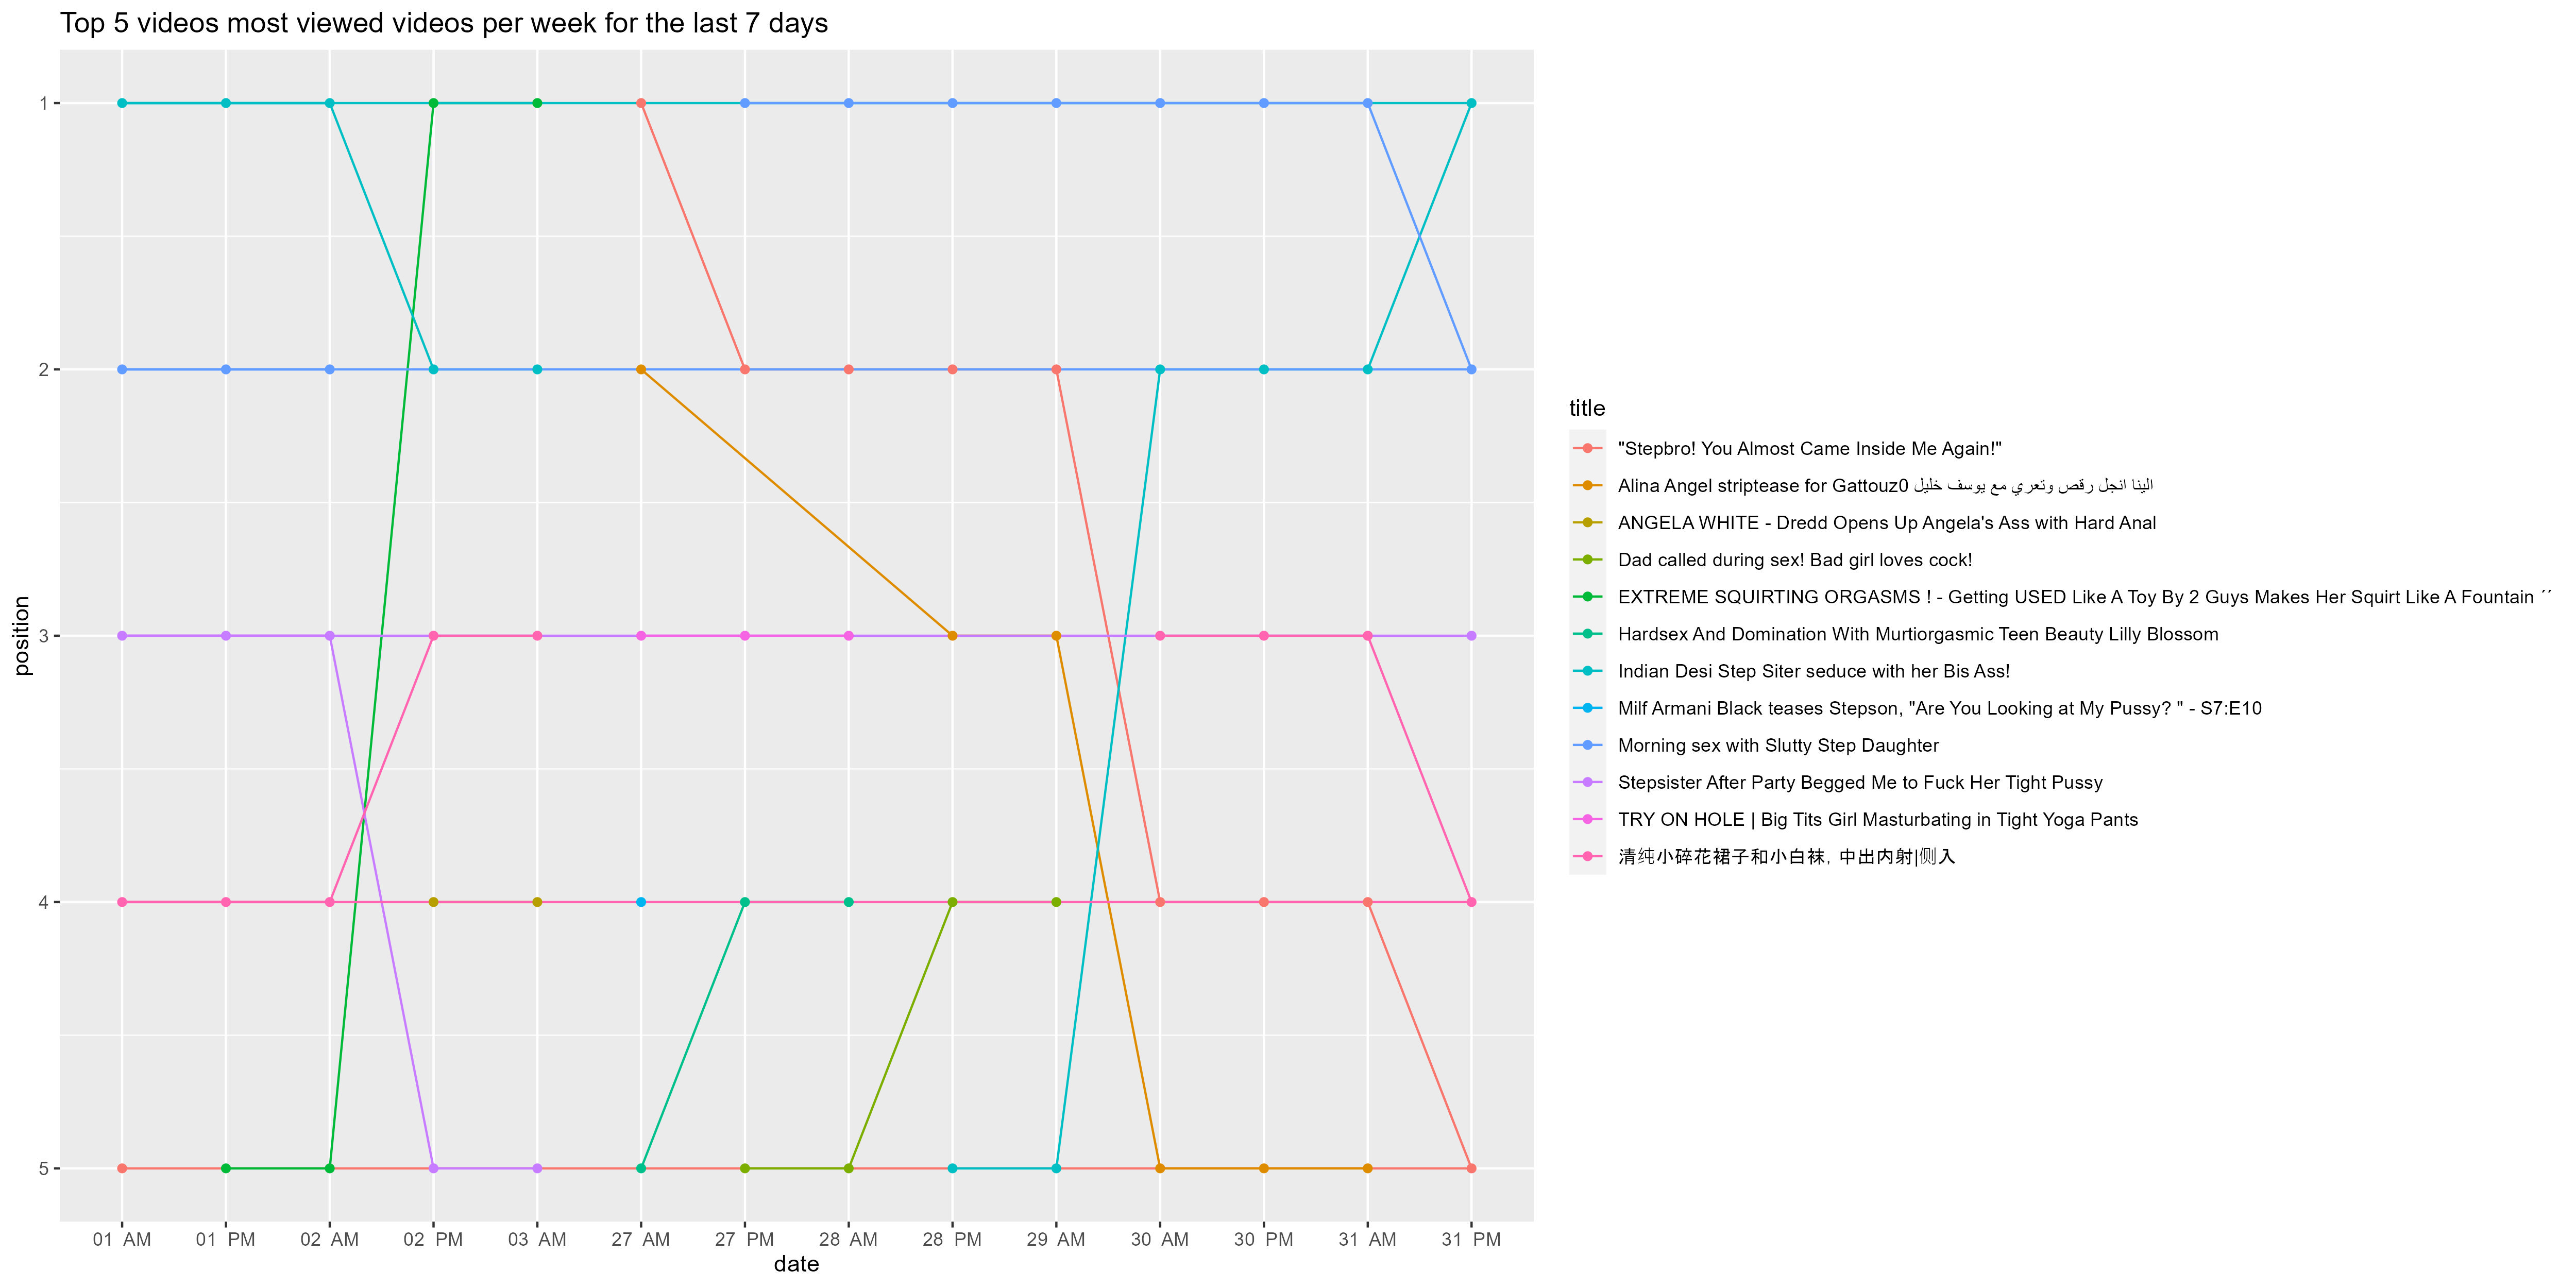 Top 5 videos most viewed videos per week for the last 7 days
position
1
2
3
4
5
01 AM
01 PM
02 AM
02 PM
03 AM
27 AM
27 PM
28 AM
28 PM
29 AM
30 AM
30 PM
31 AM
31 PM
date
title
"Stepbro! You Almost Came Inside Me Again!"
Alina Angel striptease for Gattouz0 الينا انجل رقص وتعري مع يوسف خليل
ANGELA WHITE - Dredd Opens Up Angela's Ass with Hard Anal
Dad called during sex! Bad girl loves cock!
EXTREME SQUIRTING ORGASMS ! - Getting USED Like A Toy By 2 Guys Makes Her Squirt Like A Fountain ´´
Hardsex And Domination With Murtiorgasmic Teen Beauty Lilly Blossom
Indian Desi Step Siter seduce with her Bis Ass!
Milf Armani Black teases Stepson, "Are You Looking at My Pussy? " - S7:E10
Morning sex with Slutty Step Daughter
Stepsister After Party Begged Me to Fuck Her Tight Pussy
TRY ON HOLE | Big Tits Girl Masturbating in Tight Yoga Pants
清纯小碎花裙子和小白袜, 中出内射|侧入